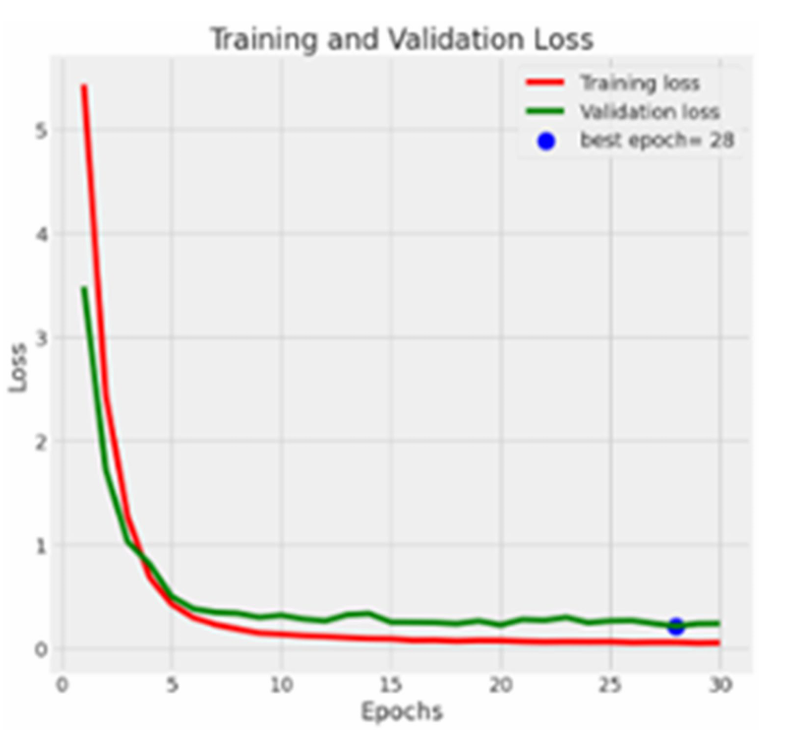 Training and Validation Loss
Training loss
Validation loss
best epoch= 28
5
4
3
2
1
0
Loss
0 5 10 15 20 25 30
Epochs